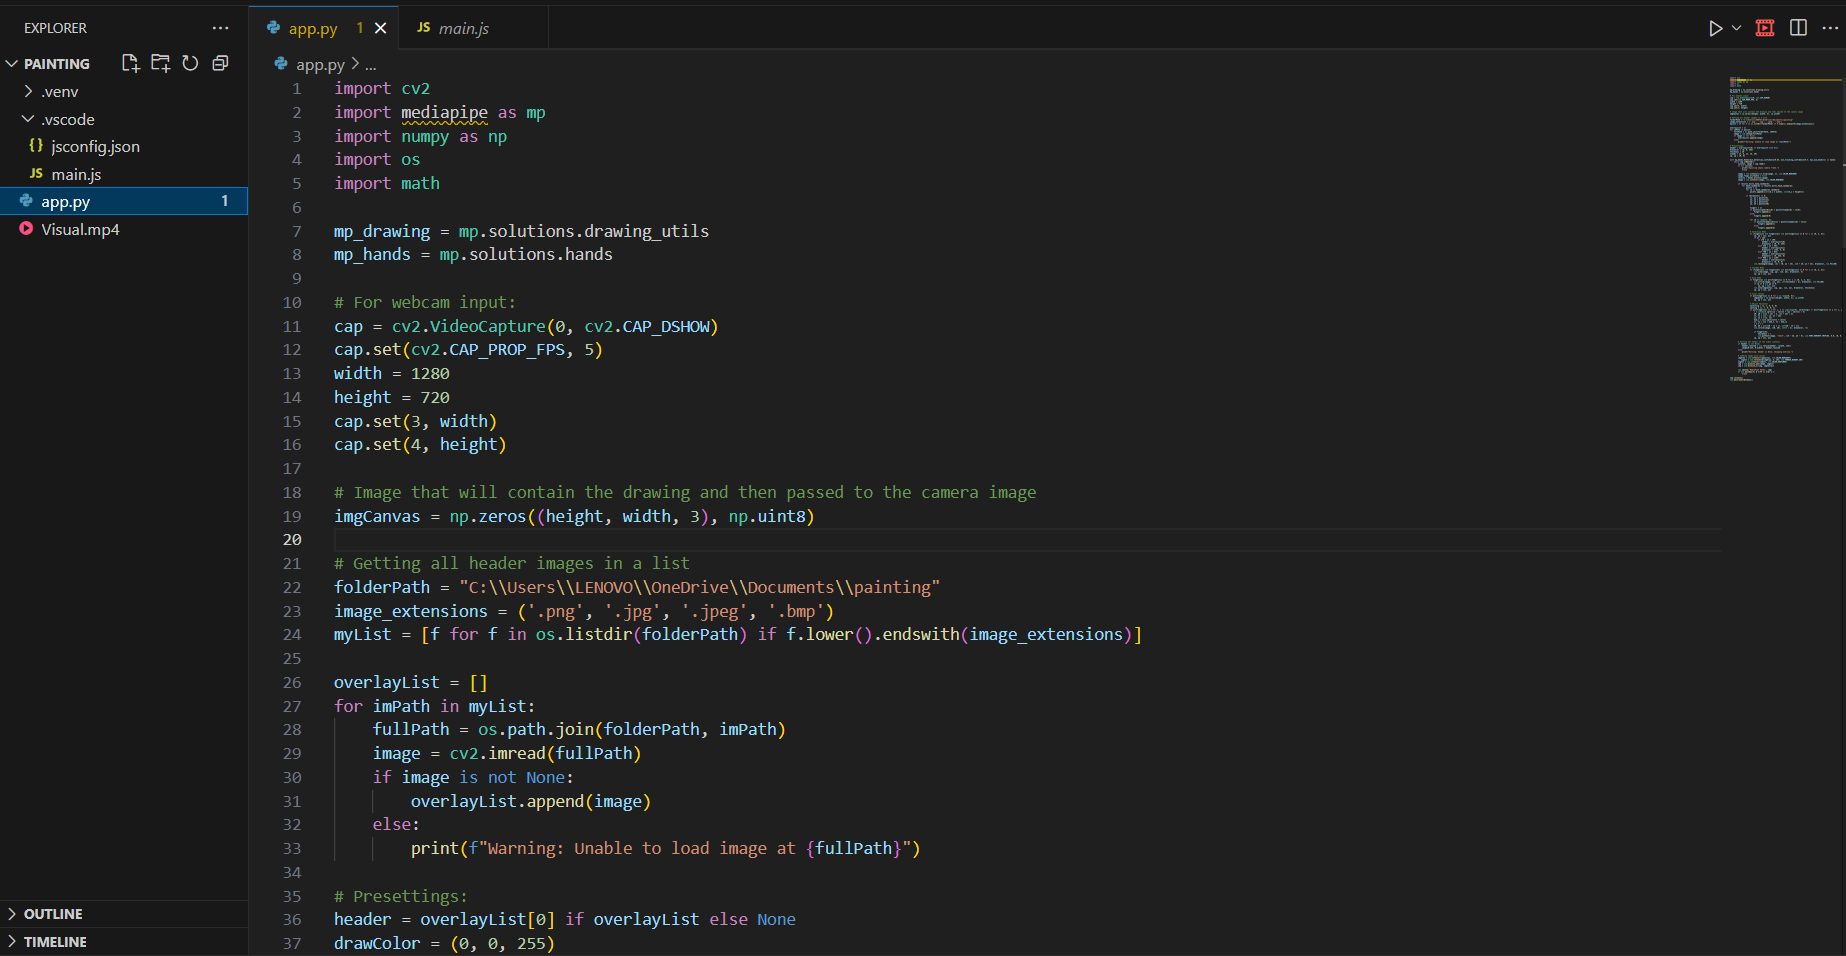 EXPLORER
PAINTING
.venv
.vscode
jsconfig.json
JS main.js
app.py 1
Visual.mp4
OUTLINE
TIMELINE
app.py 1
JS main.js
app.py > ...
1 import cv2
2 import mediapipe as mp
3 import numpy as np
4 import os
5 import math
6
7 mp_drawing = mp.solutions.drawing_utils
8 mp_hands = mp.solutions.hands
9
10 # For webcam input:
11 cap = cv2.VideoCapture(0, cv2.CAP_DSHOW)
12 cap.set(cv2.CAP_PROP_FPS, 5)
13 width = 1280
14 height = 720
15 cap.set(3, width)
16 cap.set(4, height)
17
18 # Image that will contain the drawing and then passed to the camera image
19 imgCanvas = np.zeros((height, width, 3), np.uint8)
20
21 # Getting all header images in a list
22 folderPath = "C:\\Users\\LENOVO\\OneDrive\\Documents\\painting"
23 image_extensions = ('.png', '.jpg', '.jpeg', '.bmp')
24 myList = [f for f in os.listdir(folderPath) if f.lower().endswith(image_extensions)]
25
26 overlayList = []
27 for imPath in myList:
28     fullPath = os.path.join(folderPath, imPath)
29     image = cv2.imread(fullPath)
30     if image is not None:
31         overlayList.append(image)
32     else:
33         print(f"Warning: Unable to load image at {fullPath}")
34
35 # Presettings:
36 header = overlayList[0] if overlayList else None
37 drawColor = (0, 0, 255)